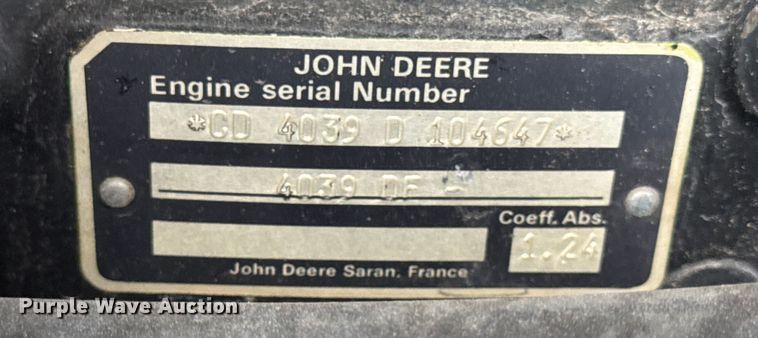 JOHN DEERE
Engine serial Number
*CD 4039 D 104647*
4039 DF -
Coeff. Abs.
1.24
John Deere Saran. France
Purple Wave Auction